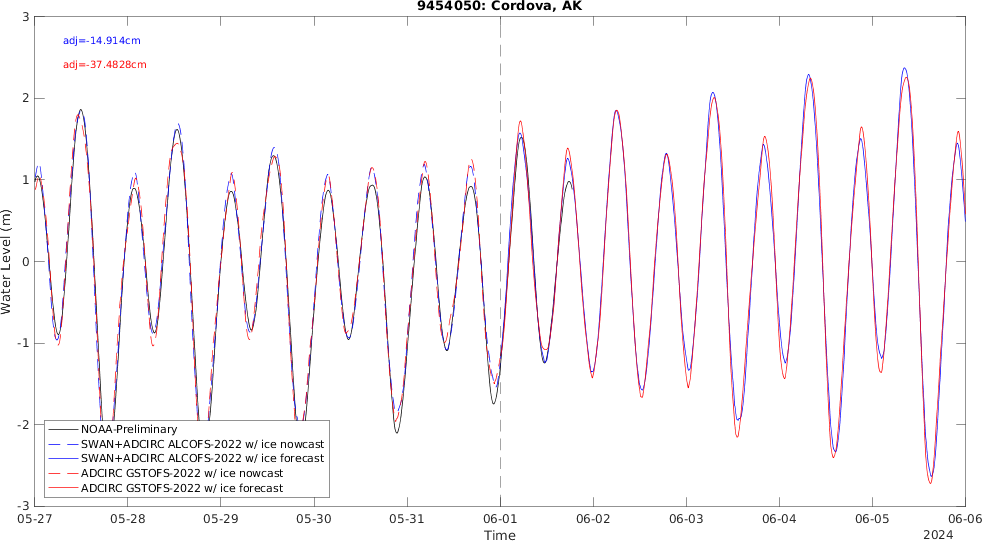 9454050: Cordova, AK
adj=-14.914cm
adj=-37.4828cm
Water Level (m)
3
2
1
0
-1
-2
-3
NOAA-Preliminary
SWAN+ADCIRC ALCOFS-2022 w/ ice nowcast
SWAN+ADCIRC ALCOFS-2022 w/ ice forecast
ADCIRC GSTOFS-2022 w/ ice nowcast
ADCIRC GSTOFS-2022 w/ ice forecast
05-27 05-28 05-29 05-30 05-31 06-01 06-02 06-03 06-04 06-05 06-06
Time
2024